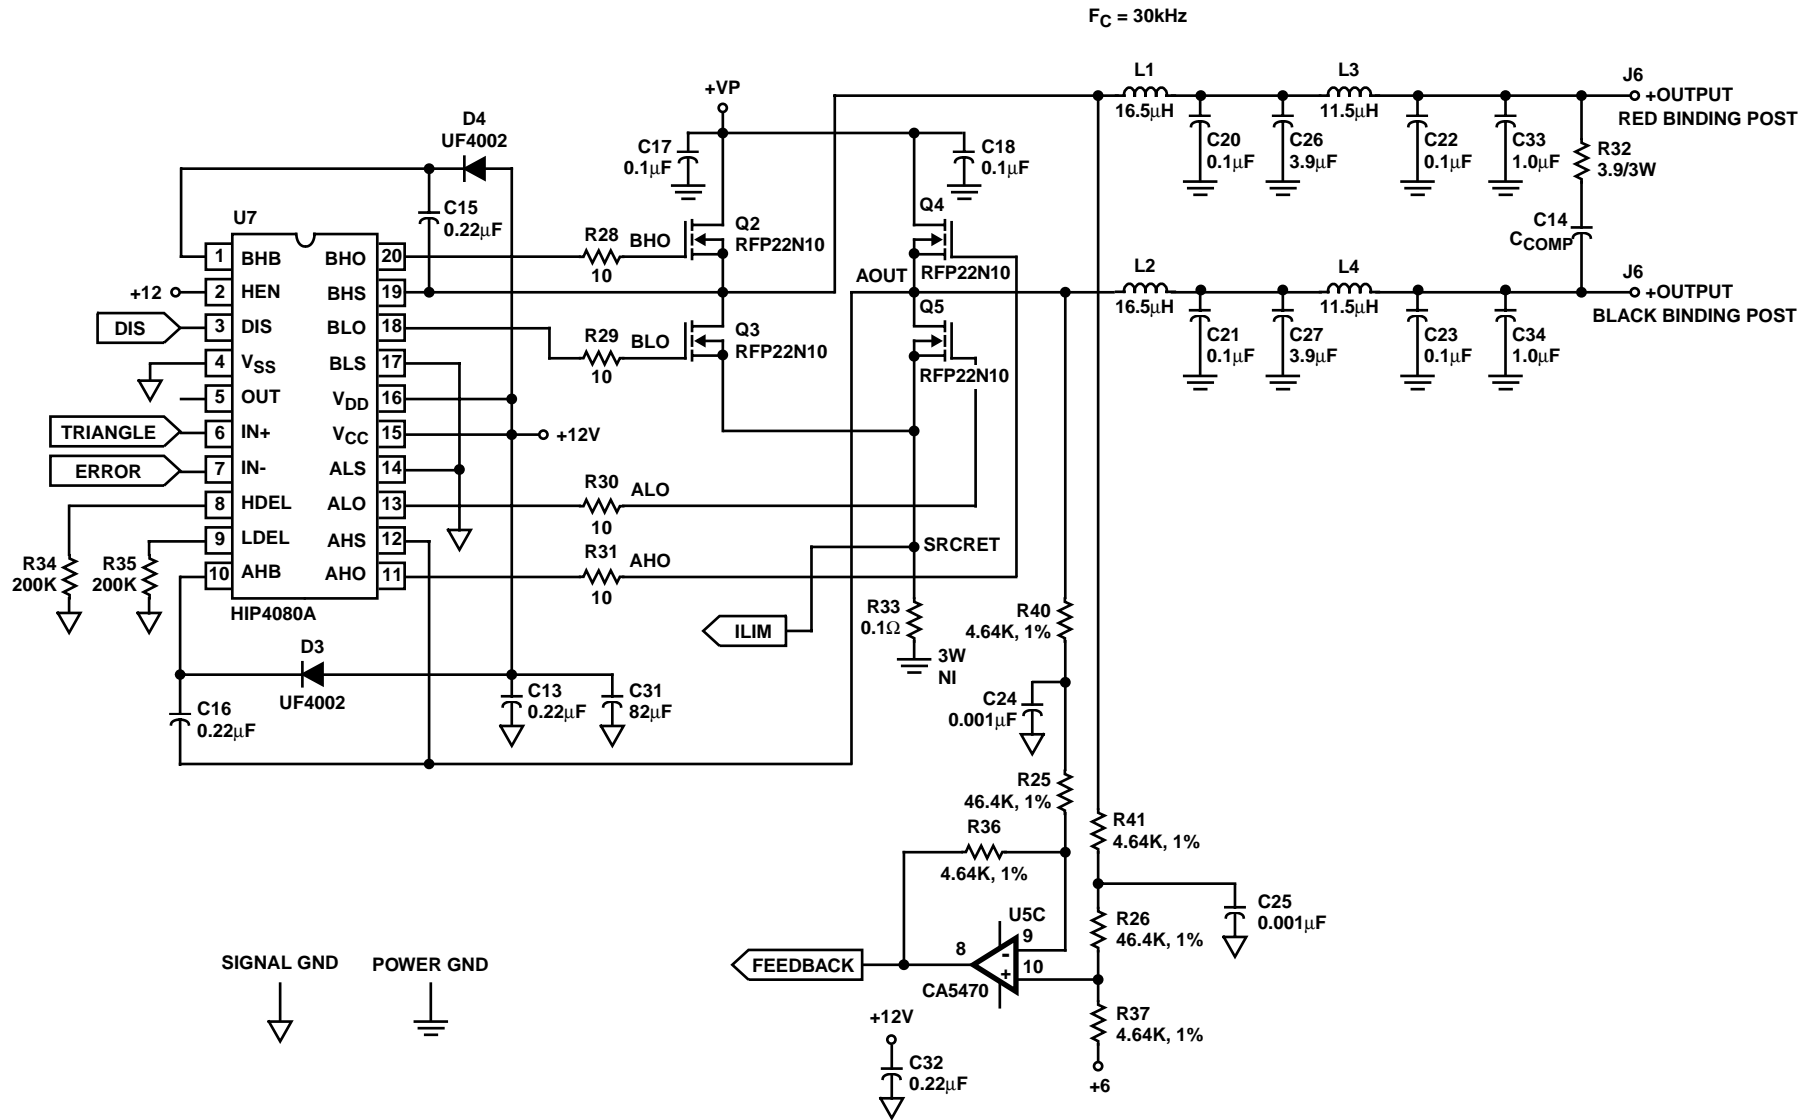 F_C = 30kHz
L1
16.5μH
L3
11.5μH
J6
+OUTPUT
RED BINDING POST
C20
0.1μF
C26
3.9μF
C22
0.1μF
C33
1.0μF
R32
3.9/3W
C14
C_COMP
+VP
C17
0.1μF
C18
0.1μF
D4
UF4002
C15
0.22μF
U7
1 BHB
2 HEN
3 DIS
4 V_SS
5 OUT
6 IN+
7 IN-
8 HDEL
9 LDEL
10 AHB
BHO 20
BHS 19
BLO 18
BLS 17
V_DD 16
V_CC 15
ALS 14
ALO 13
AHS 12
AHO 11
HIP4080A
+12
DIS
TRIANGLE
ERROR
+12V
R34
200K
R35
200K
R28
10
BHO
Q2
RFP22N10
Q4
RFP22N10
R29
10
BLO
Q3
RFP22N10
AOUT
Q5
RFP22N10
L2
16.5μH
L4
11.5μH
J6
+OUTPUT
BLACK BINDING POST
C21
0.1μF
C27
3.9μF
C23
0.1μF
C34
1.0μF
R30
10
ALO
R31
10
AHO
SRCRET
ILIM
R33
0.1Ω
3W
NI
D3
UF4002
C16
0.22μF
C13
0.22μF
C31
82μF
R40
4.64K, 1%
C24
0.001μF
R25
46.4K, 1%
R36
4.64K, 1%
R41
4.64K, 1%
C25
0.001μF
R26
46.4K, 1%
U5C
9
-
10
+
8
CA5470
FEEDBACK
R37
4.64K, 1%
+6
+12V
C32
0.22μF
SIGNAL GND
POWER GND